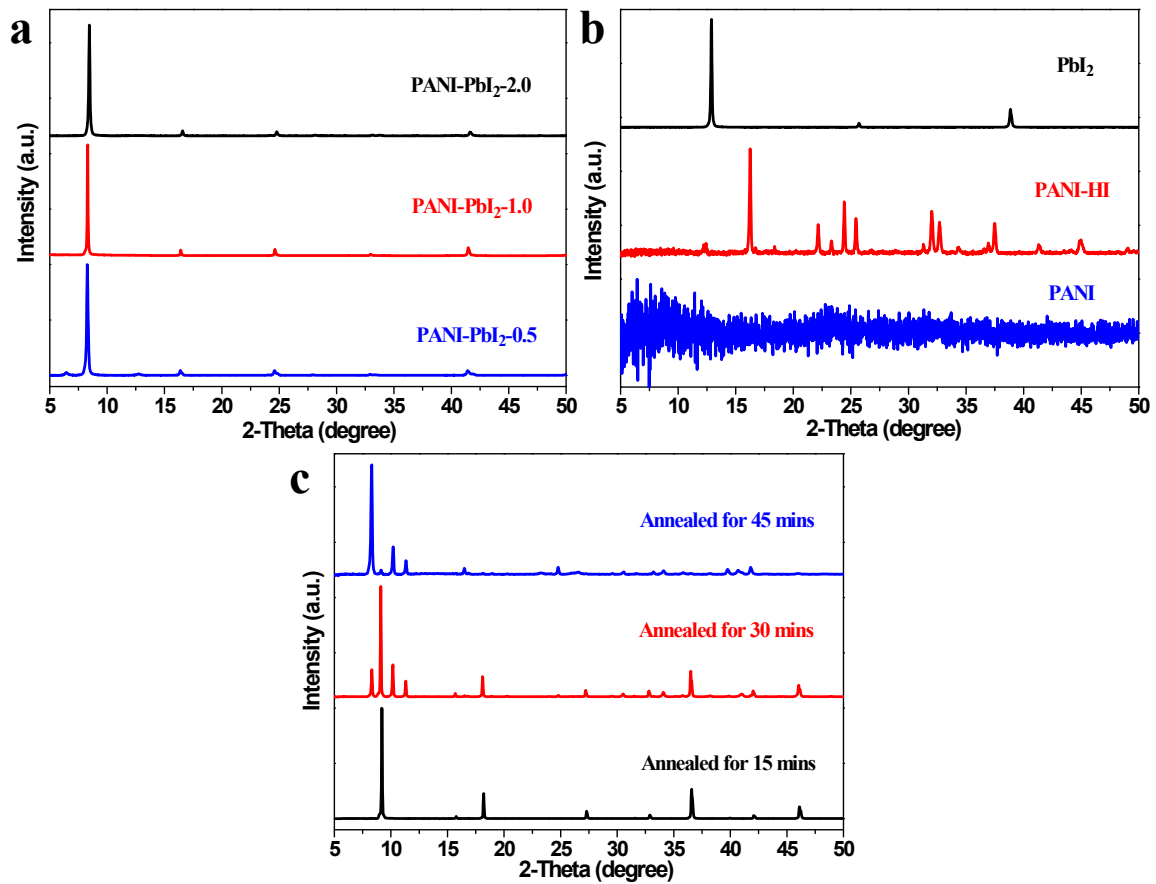 a
PANI-PbI₂-2.0
PANI-PbI₂-1.0
PANI-PbI₂-0.5
Intensity (a.u.)
5 10 15 20 25 30 35 40 45 50
2-Theta (degree)
b
PbI₂
PANI-HI
PANI
Intensity (a.u.)
5 10 15 20 25 30 35 40 45 50
2-Theta (degree)
c
Annealed for 45 mins
Annealed for 30 mins
Annealed for 15 mins
Intensity (a.u.)
5 10 15 20 25 30 35 40 45 50
2-Theta (degree)